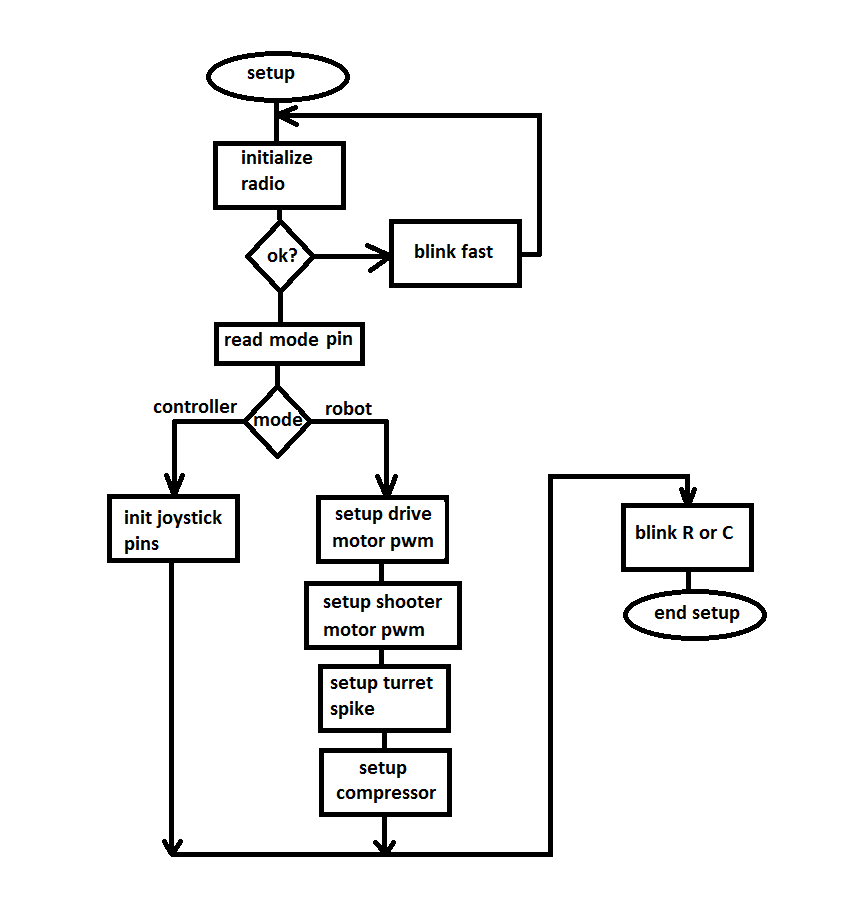 setup
initialize
radio
ok?
blink fast
read mode pin
controller
mode
robot
init joystick
pins
setup drive
motor pwm
setup shooter
motor pwm
setup turret
spike
setup
compressor
blink R or C
end setup